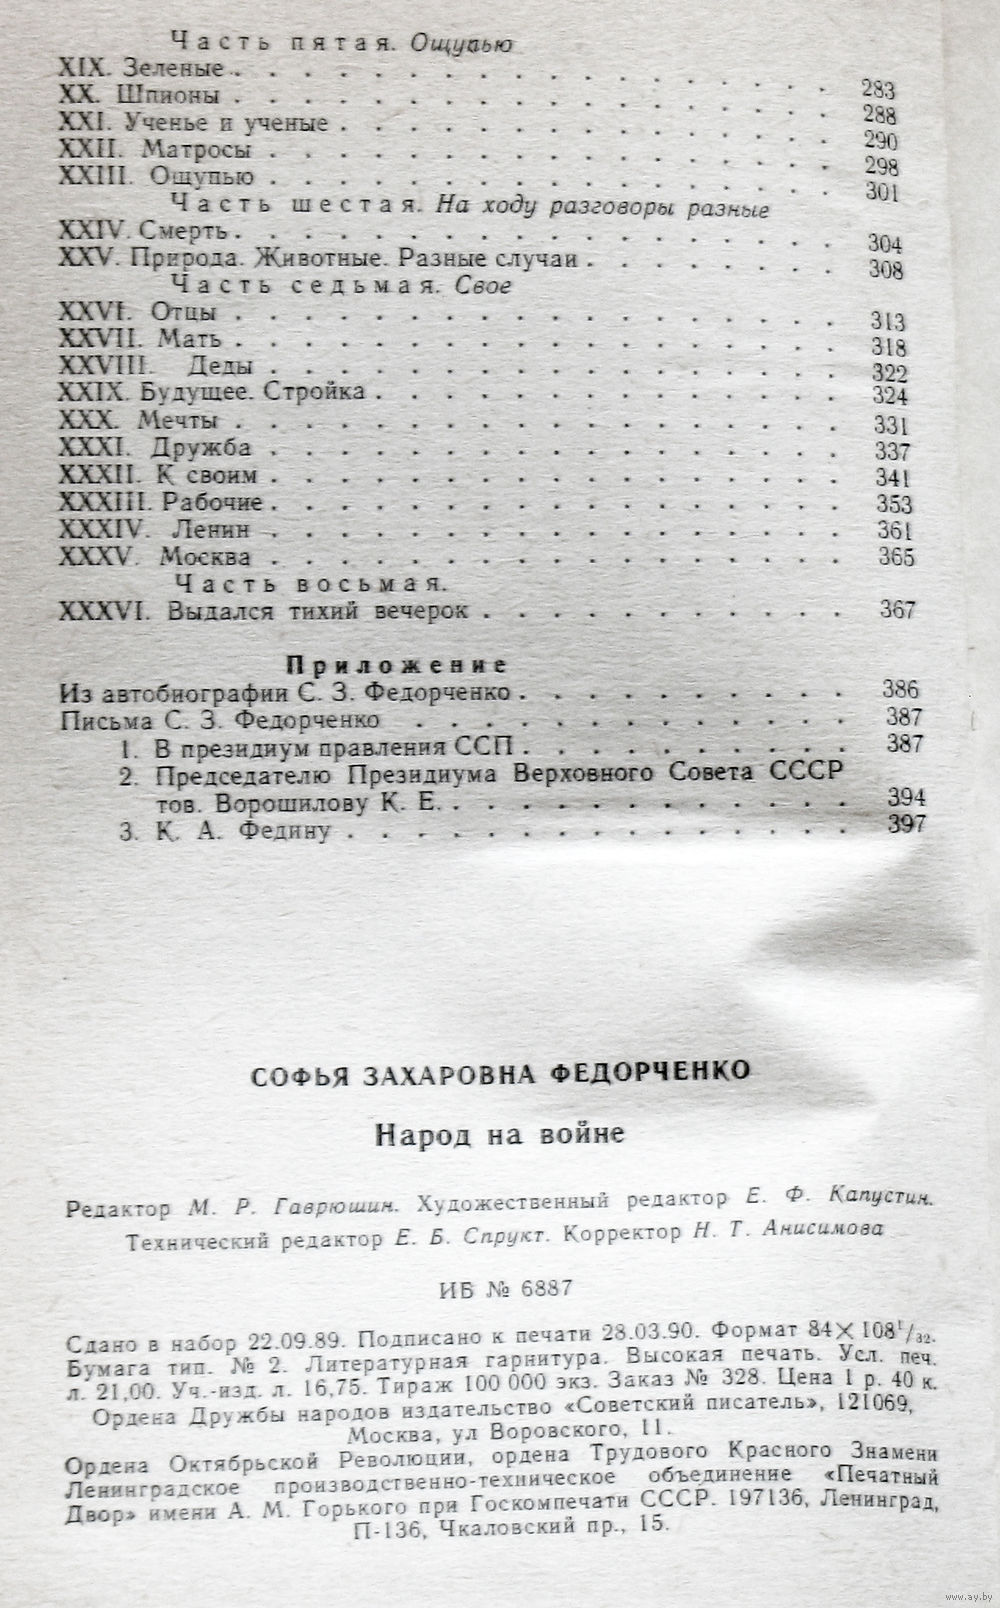 Часть пятая. Ощупью
XIX. Зеленые . . . . . . . . . . . . . . . . . 283
XX. Шпионы . . . . . . . . . . . . . . . . . 288
XXI. Ученье и ученые . . . . . . . . . . . . . . 290
XXII. Матросы . . . . . . . . . . . . . . . . 298
XXIII. Ощупью . . . . . . . . . . . . . . . . 301
Часть шестая. На ходу разговоры разные
XXIV. Смерть . . . . . . . . . . . . . . . . . 304
XXV. Природа. Животные. Разные случаи . . . . . . . 308
Часть седьмая. Свое
XXVI. Отцы . . . . . . . . . . . . . . . . . 313
XXVII. Мать . . . . . . . . . . . . . . . . . 318
XXVIII. Деды . . . . . . . . . . . . . . . . 322
XXIX. Будущее. Стройка . . . . . . . . . . . . . 324
XXX. Мечты . . . . . . . . . . . . . . . . . 331
XXXI. Дружба . . . . . . . . . . . . . . . . 337
XXXII. К своим . . . . . . . . . . . . . . . . 341
XXXIII. Рабочие . . . . . . . . . . . . . . . . 353
XXXIV. Ленин . . . . . . . . . . . . . . . . 361
XXXV. Москва . . . . . . . . . . . . . . . . 365
Часть восьмая.
XXXVI. Выдался тихий вечерок . . . . . . . . . . 367
Приложение
Из автобиографии С. З. Федорченко . . . . . . . . . 386
Письма С. З. Федорченко . . . . . . . . . . . . 387
1. В президиум правления ССП . . . . . . . . . 387
2. Председателю Президиума Верховного Совета СССР
тов. Ворошилову К. Е. . . . . . . . . . . . . 394
3. К. А. Федину . . . . . . . . . . . . . . 397
СОФЬЯ ЗАХАРОВНА ФЕДОРЧЕНКО
Народ на войне
Редактор М. Р. Гаврюшин. Художественный редактор Е. Ф. Капустин.
Технический редактор Е. Б. Спрукт. Корректор Н. Т. Анисимова
ИБ № 6887
Сдано в набор 22.09.89. Подписано к печати 28.03.90. Формат 84×108¹/₃₂.
Бумага тип. № 2. Литературная гарнитура. Высокая печать. Усл. печ.
л. 21,00. Уч.-изд. л. 16,75. Тираж 100 000 экз. Заказ № 328. Цена 1 р. 40 к.
Ордена Дружбы народов издательство «Советский писатель», 121069,
Москва, ул Воровского, 11.
Ордена Октябрьской Революции, ордена Трудового Красного Знамени
Ленинградское производственно-техническое объединение «Печатный
Двор» имени А. М. Горького при Госкомпечати СССР. 197136, Ленинград,
П-136, Чкаловский пр., 15.
www.ay.by